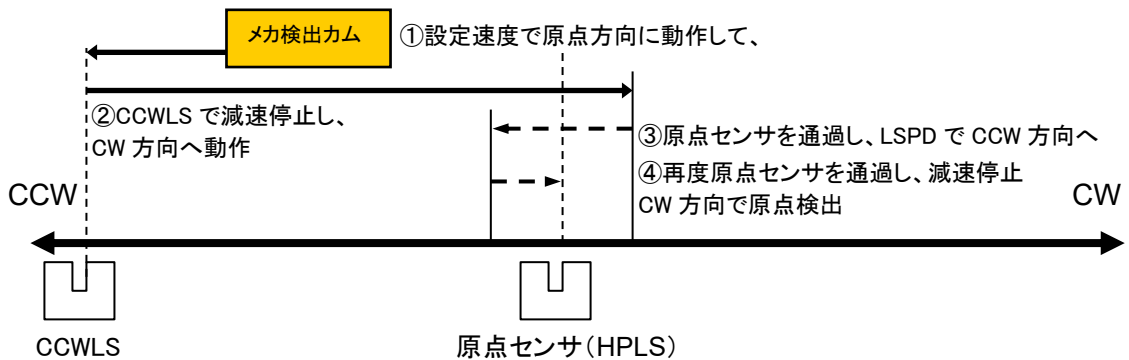 メカ検出カム
①設定速度で原点方向に動作して、
②CCWLS で減速停止し、
CW 方向へ動作
③原点センサを通過し、LSPD で CCW 方向へ
④再度原点センサを通過し、減速停止
CW 方向で原点検出
CCW
CW
CCWLS
原点センサ(HPLS)